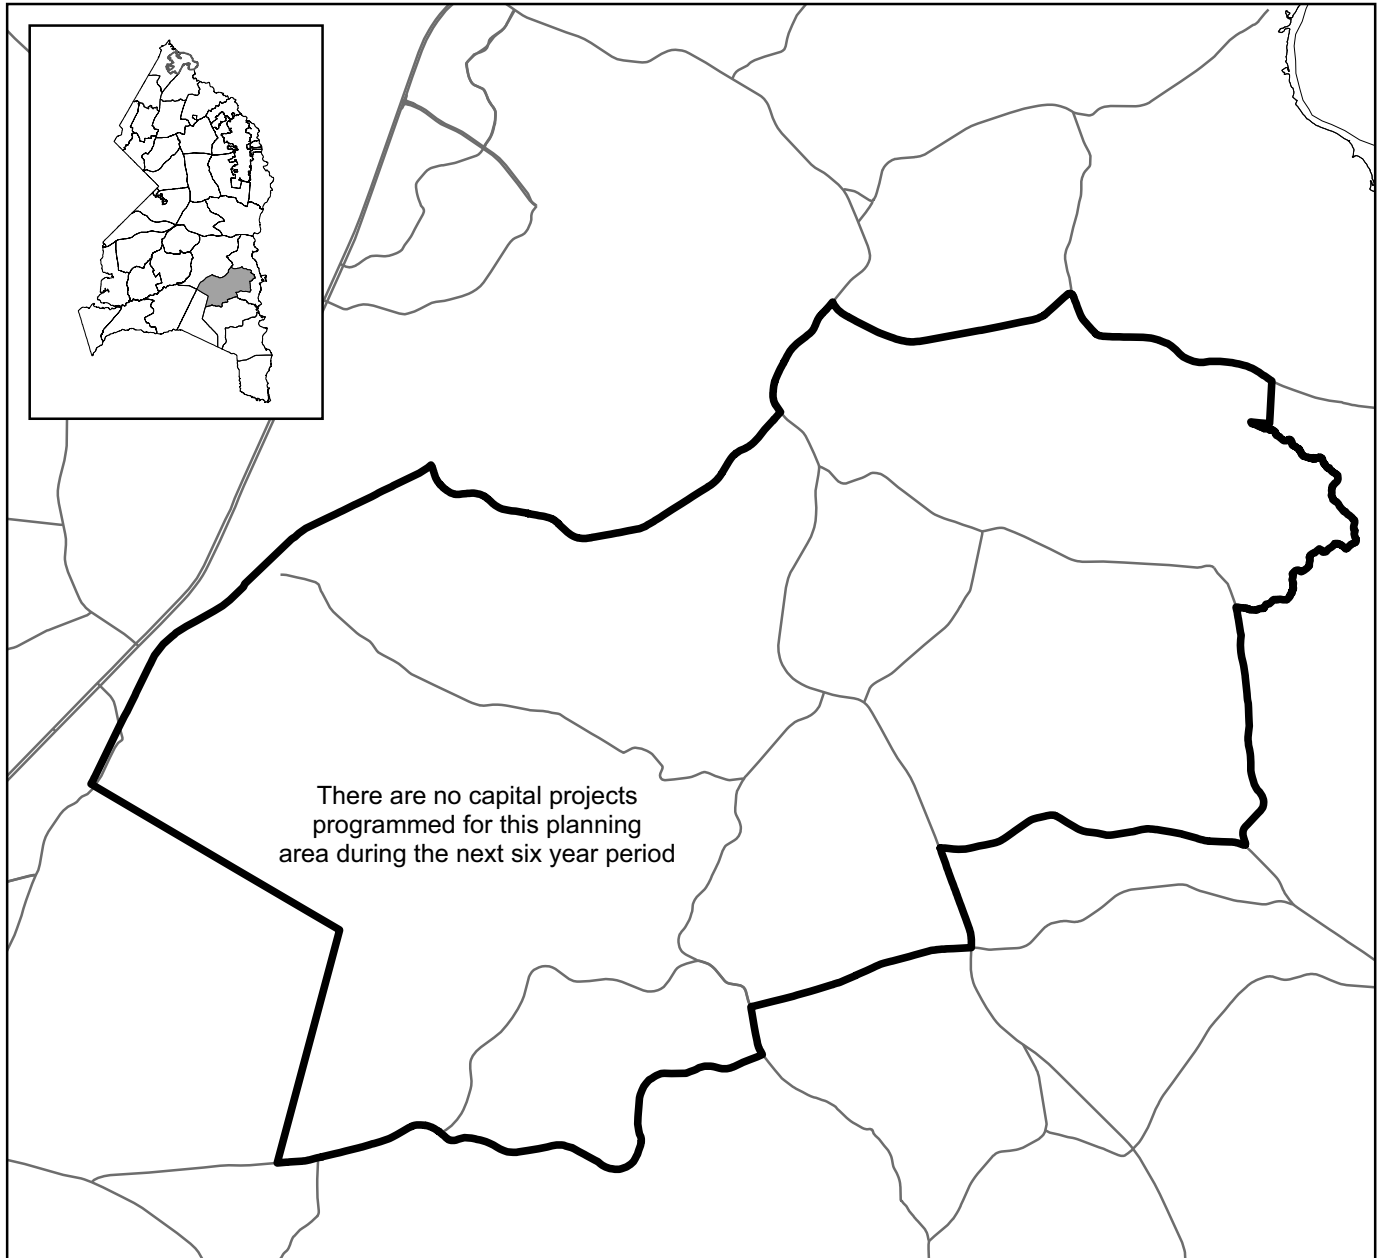 There are no capital projects
programmed for this planning
area during the next six year period